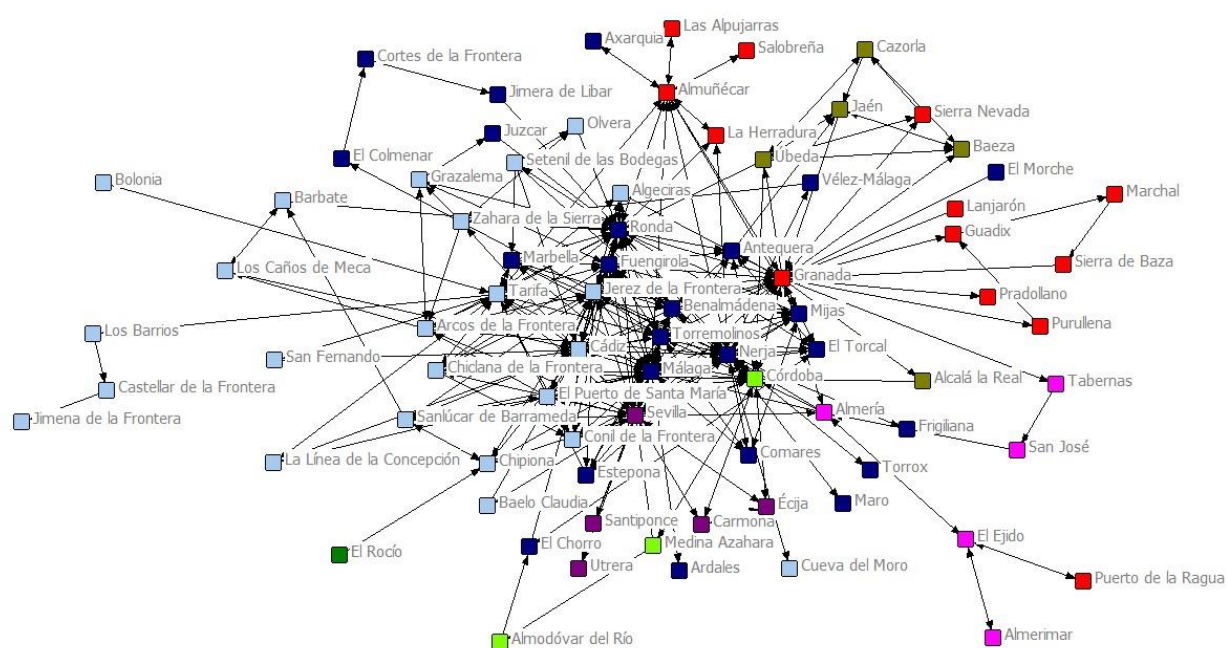 Las Alpujarras
Axarquia
Salobreña
Cazorla
Cortes de la Frontera
Almuñécar
Jimera de Libar
Jaén
Sierra Nevada
Olvera
Juzcar
La Herradura
Baeza
El Colmenar
Setenil de las Bodegas
Úbeda
El Morche
Grazalema
Bolonia
Vélez-Málaga
Barbate
Algeciras
Marchal
Lanjarón
Zahara de la Sierra
Ronda
Guadix
Antequera
Marbella
Fuengirola
Sierra de Baza
Los Caños de Meca
Granada
Tarifa
Jerez de la Frontera
Pradollano
Benalmádena
Mijas
Arcos de la Frontera
Purullena
Los Barrios
Torremolinos
Cádiz
El Torcal
San Fernando
Nerja
Chiclana de la Frontera
Málaga
Córdoba
Alcalá la Real
Tabernas
Castellar de la Frontera
El Puerto de Santa María
Sevilla
Almería
Jimena de la Frontera
Sanlúcar de Barrameda
Frigiliana
Conil de la Frontera
San José
Comares
La Línea de la Concepción
Chipiona
Estepona
Torrox
Baelo Claudia
Écija
Maro
Santiponce
Carmona
El Ejido
El Rocío
El Chorro
Medina Azahara
Utrera
Ardales
Cueva del Moro
Puerto de la Ragua
Almodóvar del Río
Almerimar